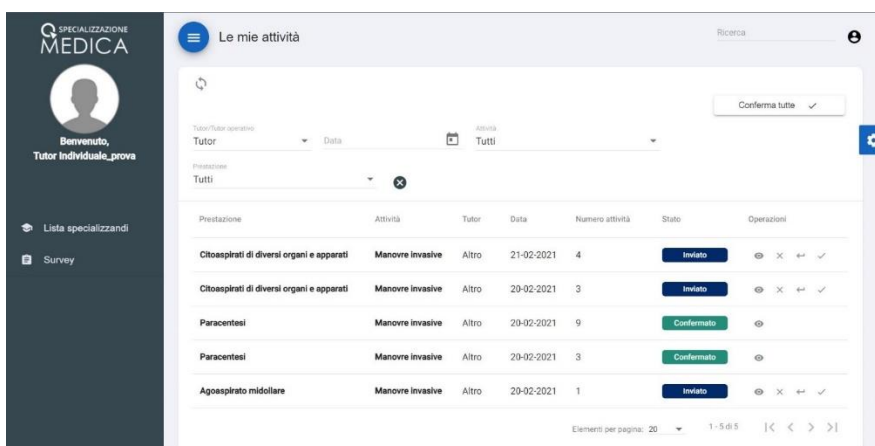 SPECIALIZZAZIONE
MEDICA
Le mie attività
Ricerca
Conferma tutte
Tutor/Tutor operativo
Tutor
Data
Attività
Tutti
Benvenuto,
Tutor Individuale_prova
Prestazione
Tutti
Lista specializzandi
Survey
Prestazione Attività Tutor Data Numero attività Stato Operazioni
Citoaspirati di diversi organi e apparati Manovre invasive Altro 21-02-2021 4 Inviato
Citoaspirati di diversi organi e apparati Manovre invasive Altro 20-02-2021 3 Inviato
Paracentesi Manovre invasive Altro 20-02-2021 9 Confermato
Paracentesi Manovre invasive Altro 20-02-2021 3 Confermato
Agoaspirato midollare Manovre invasive Altro 20-02-2021 1 Inviato
Elementi per pagina: 20 1 - 5 di 5